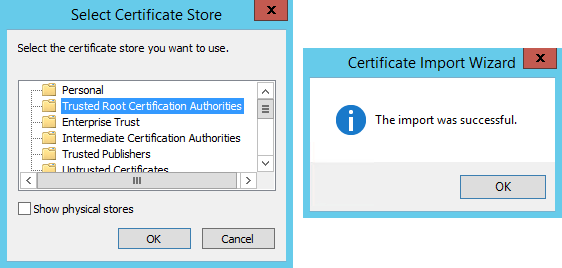 Select Certificate Store
X
Select the certificate store you want to use.
Personal
Trusted Root Certification Authorities
Enterprise Trust
Intermediate Certification Authorities
Trusted Publishers
Untrusted Certificates
Show physical stores
OK
Cancel
Certificate Import Wizard
X
The import was successful.
OK